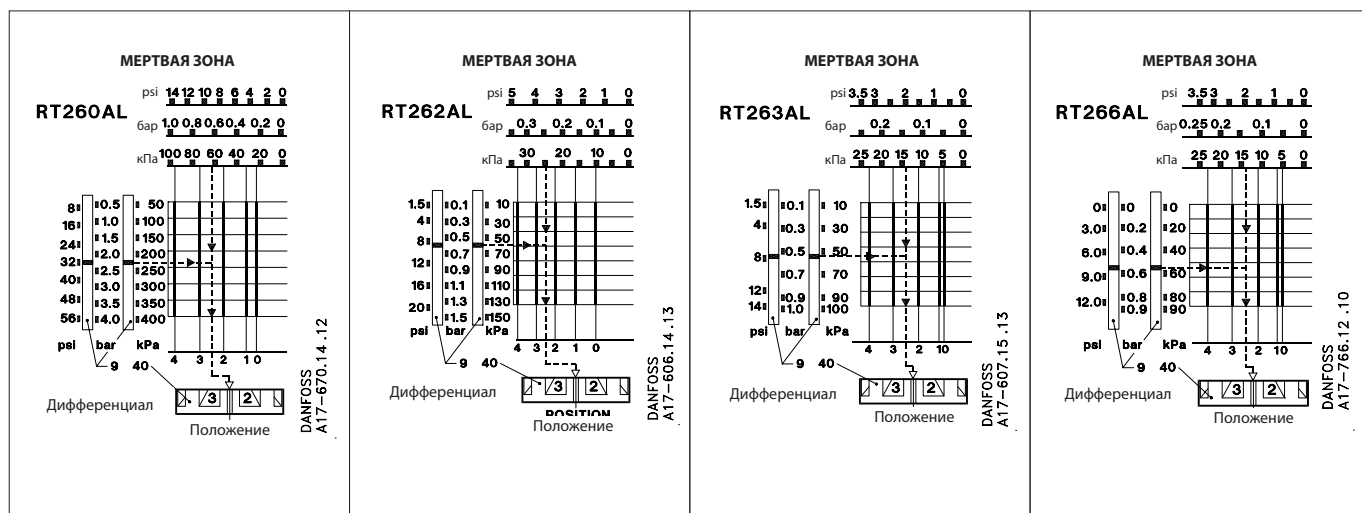 МЕРТВАЯ ЗОНА
RT260AL
psi 14 12 10 8 6 4 2 0
бар 1.0 0.8 0.6 0.4 0.2 0
кПа 100 80 60 40 20 0
8 0.5 50
16 1.0 100
24 1.5 150
32 2.0 200
2.5 250
40 3.0 300
48 3.5 350
56 4.0 400
psi bar kPa
4 3 2 1 0
9 40
Дифференциал
3 2
Положение
DANFOSS
A17-670.14.12
МЕРТВАЯ ЗОНА
RT262AL
psi 5 4 3 2 1 0
бар 0.3 0.2 0.1 0
кПа 30 20 10 0
1.5 0.1 10
4 0.3 30
8 0.5 50
0.7 70
12 0.9 90
16 1.1 110
20 1.3 130
1.5 150
psi bar kPa
4 3 2 1 0
9 40
Дифференциал
3 2
POSITION
Положение
DANFOSS
A17-606.14.13
МЕРТВАЯ ЗОНА
RT263AL
psi 3.5 3 2 1 0
бар 0.2 0.1 0
кПа 25 20 15 10 5 0
1.5 0.1 10
4 0.3 30
8 0.5 50
0.7 70
12 0.9 90
14 1.0 100
psi bar kPa
4 3 2 1 0
9 40
Дифференциал
3 2
Положение
DANFOSS
A17-607.15.13
МЕРТВАЯ ЗОНА
RT266AL
psi 3.5 3 2 1 0
бар 0.25 0.2 0.1 0
кПа 25 20 15 10 5 0
0 0 0
3.0 0.2 20
6.0 0.4 40
9.0 0.6 60
12.0 0.8 80
0.9 90
psi bar kPa
4 3 2 1 0
9 40
Дифференциал
3 2
Положение
DANFOSS
A17-766.12.10